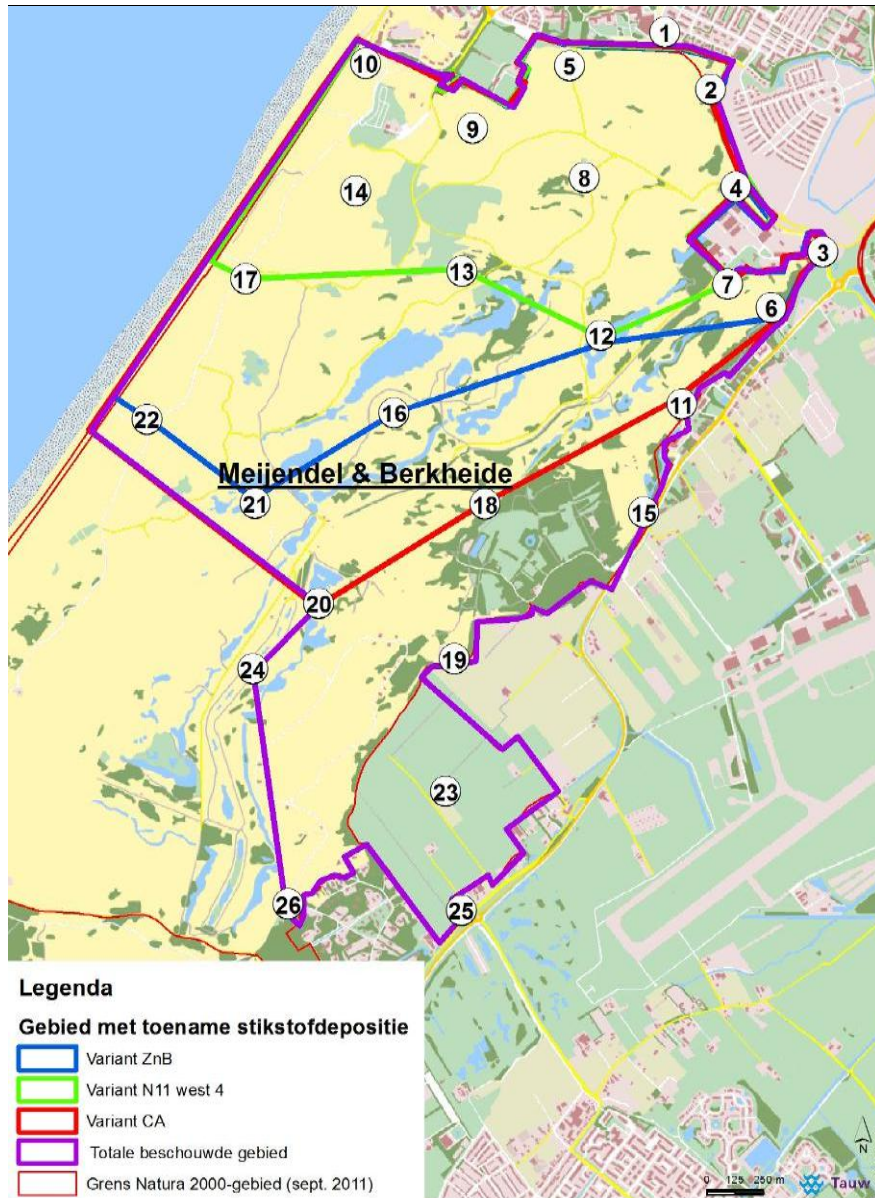 1
2
3
4
5
6
7
8
9
10
11
12
13
14
15
16
17
18
19
20
21
22
23
24
25
26
Meijendel & Berkheide
Legenda
Gebied met toename stikstofdepositie
Variant ZnB
Variant N11 west 4
Variant CA
Totale beschouwde gebied
Grens Natura 2000-gebied (sept. 2011)
N
0 125 250 m
Tauw